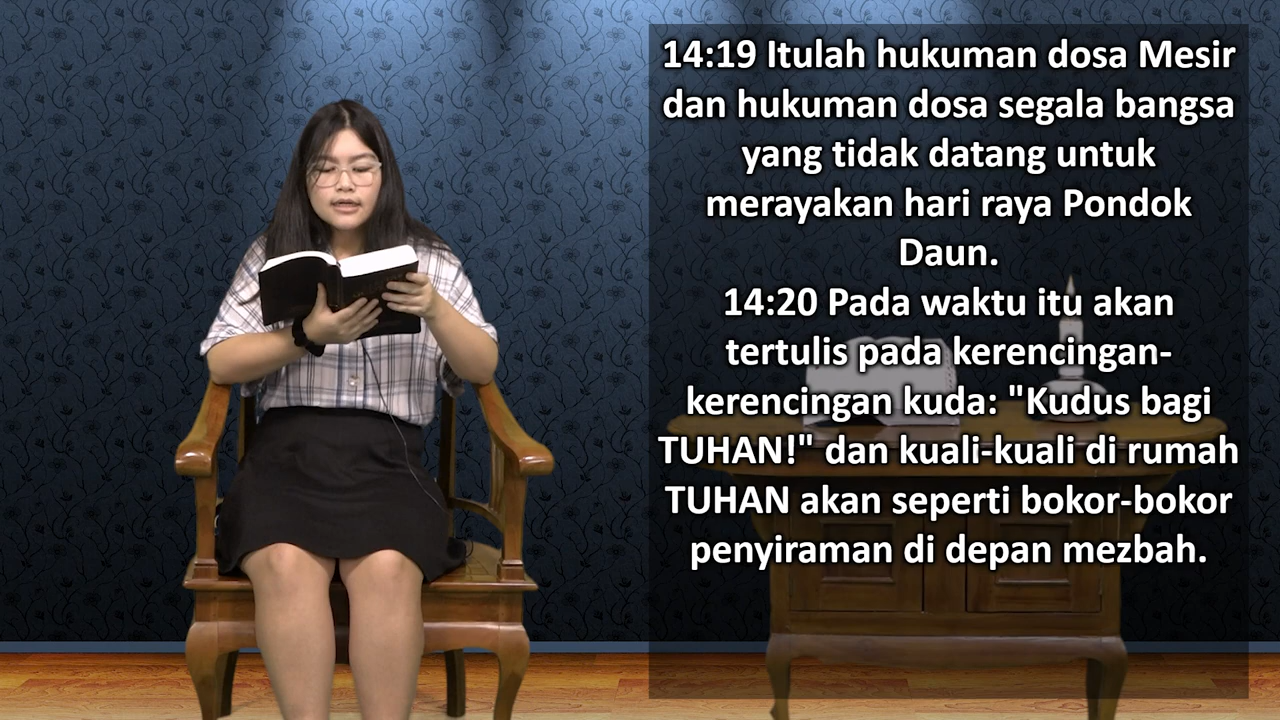 14:19 Itulah hukuman dosa Mesir
dan hukuman dosa segala bangsa
yang tidak datang untuk
merayakan hari raya Pondok
Daun.
14:20 Pada waktu itu akan
tertulis pada kerencingan-
kerencingan kuda: "Kudus bagi
TUHAN!" dan kuali-kuali di rumah
TUHAN akan seperti bokor-bokor
penyiraman di depan mezbah.